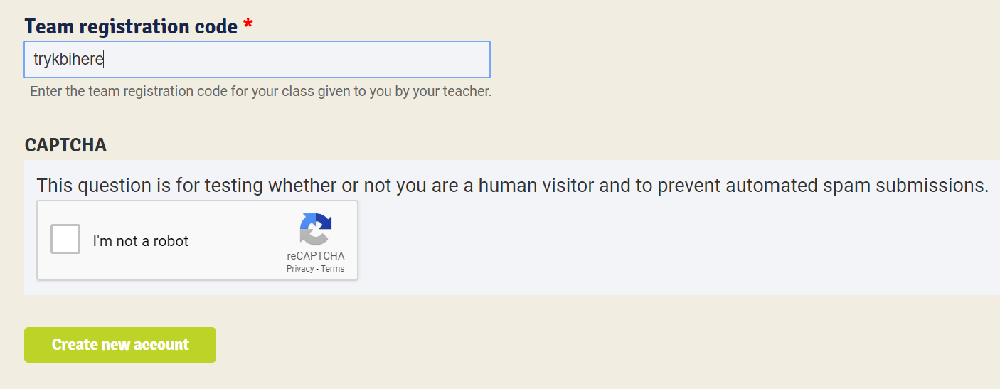 Team registration code *
trykbihere
Enter the team registration code for your class given to you by your teacher.
CAPTCHA
This question is for testing whether or not you are a human visitor and to prevent automated spam submissions.
I'm not a robot
reCAPTCHA
Privacy - Terms
Create new account